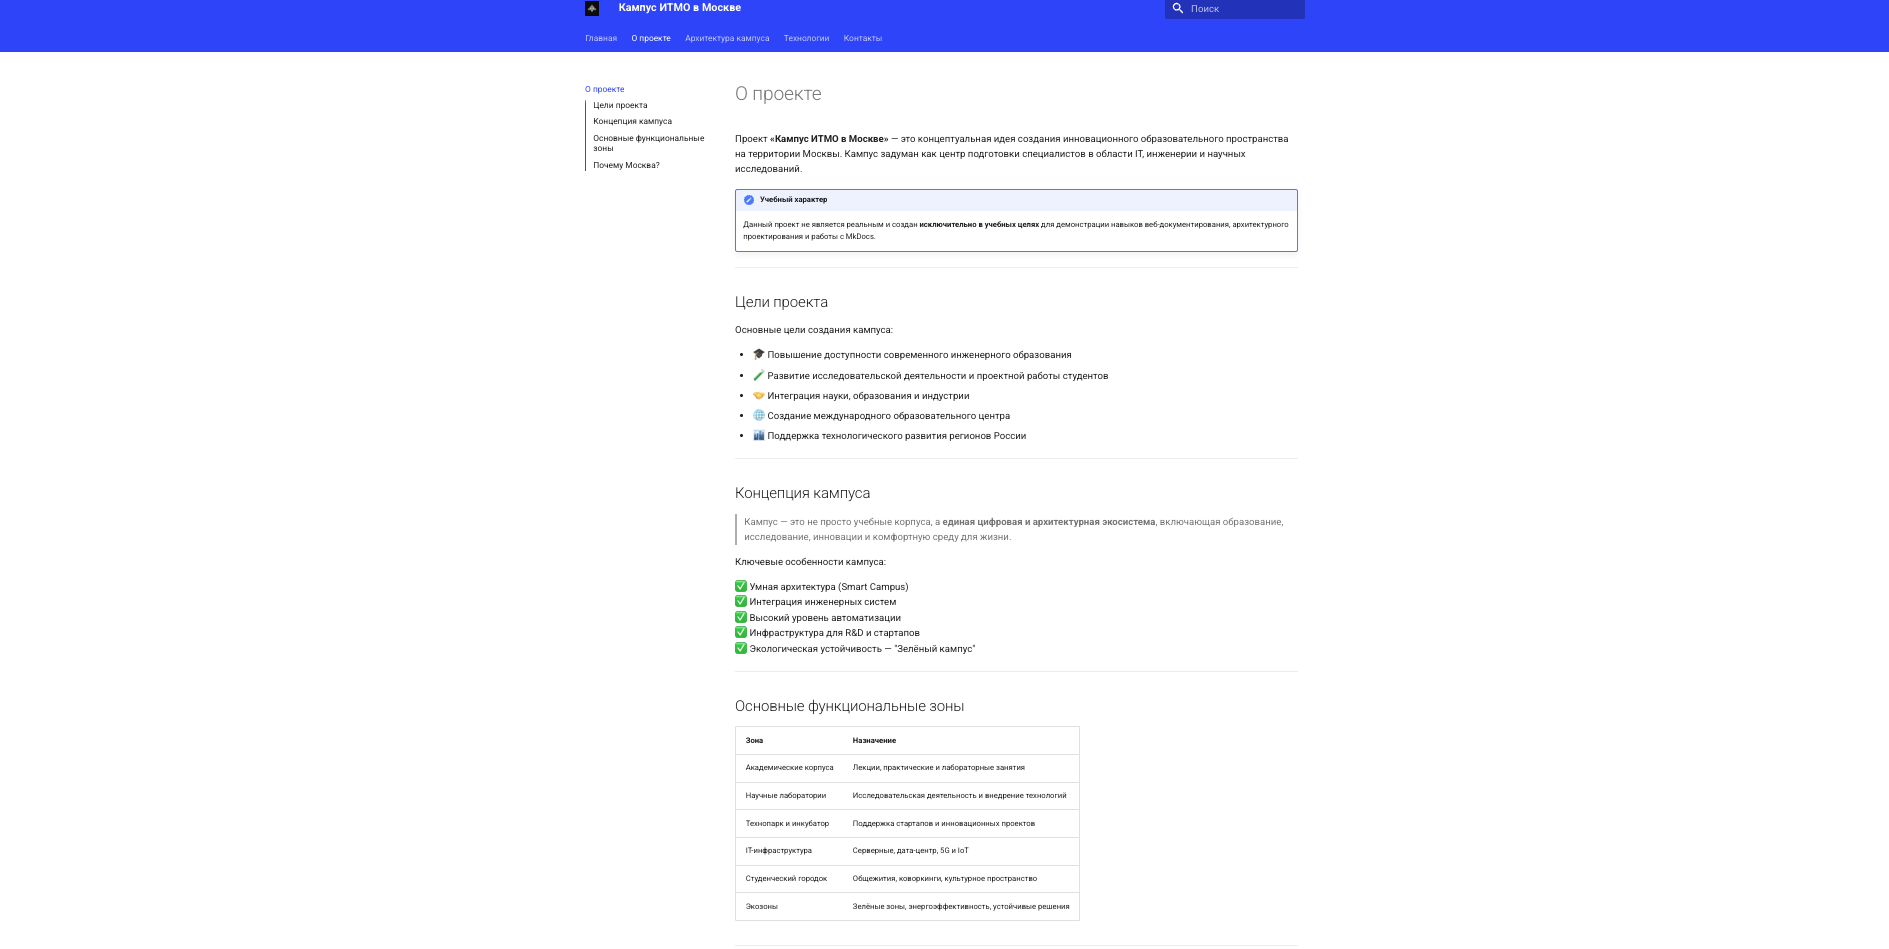 Кампус ИТМО в Москве
Поиск
Главная О проекте Архитектура кампуса Технологии Контакты
О проекте
Цели проекта
Концепция кампуса
Основные функциональные
зоны
Почему Москва?
О проекте
Проект «Кампус ИТМО в Москве» — это концептуальная идея создания инновационного образовательного пространства
на территории Москвы. Кампус задуман как центр подготовки специалистов в области IT, инженерии и научных
исследований.
Учебный характер
Данный проект не является реальным и создан исключительно в учебных целях для демонстрации навыков веб-документирования, архитектурного
проектирования и работы с MkDocs.
Цели проекта
Основные цели создания кампуса:
• 🎓 Повышение доступности современного инженерного образования
• 🧪 Развитие исследовательской деятельности и проектной работы студентов
• 🤝 Интеграция науки, образования и индустрии
• 🌐 Создание международного образовательного центра
• 🏙️ Поддержка технологического развития регионов России
Концепция кампуса
Кампус — это не просто учебные корпуса, а единая цифровая и архитектурная экосистема, включающая образование,
исследование, инновации и комфортную среду для жизни.
Ключевые особенности кампуса:
✅ Умная архитектура (Smart Campus)
✅ Интеграция инженерных систем
✅ Высокий уровень автоматизации
✅ Инфраструктура для R&D и стартапов
✅ Экологическая устойчивость — "Зелёный кампус"
Основные функциональные зоны
Зона Назначение
Академические корпуса Лекции, практические и лабораторные занятия
Научные лаборатории Исследовательская деятельность и внедрение технологий
Технопарк и инкубатор Поддержка стартапов и инновационных проектов
IT-инфраструктура Серверные, дата-центр, 5G и IoT
Студенческий городок Общежития, коворкинги, культурное пространство
Экозоны Зелёные зоны, энергоэффективность, устойчивые решения